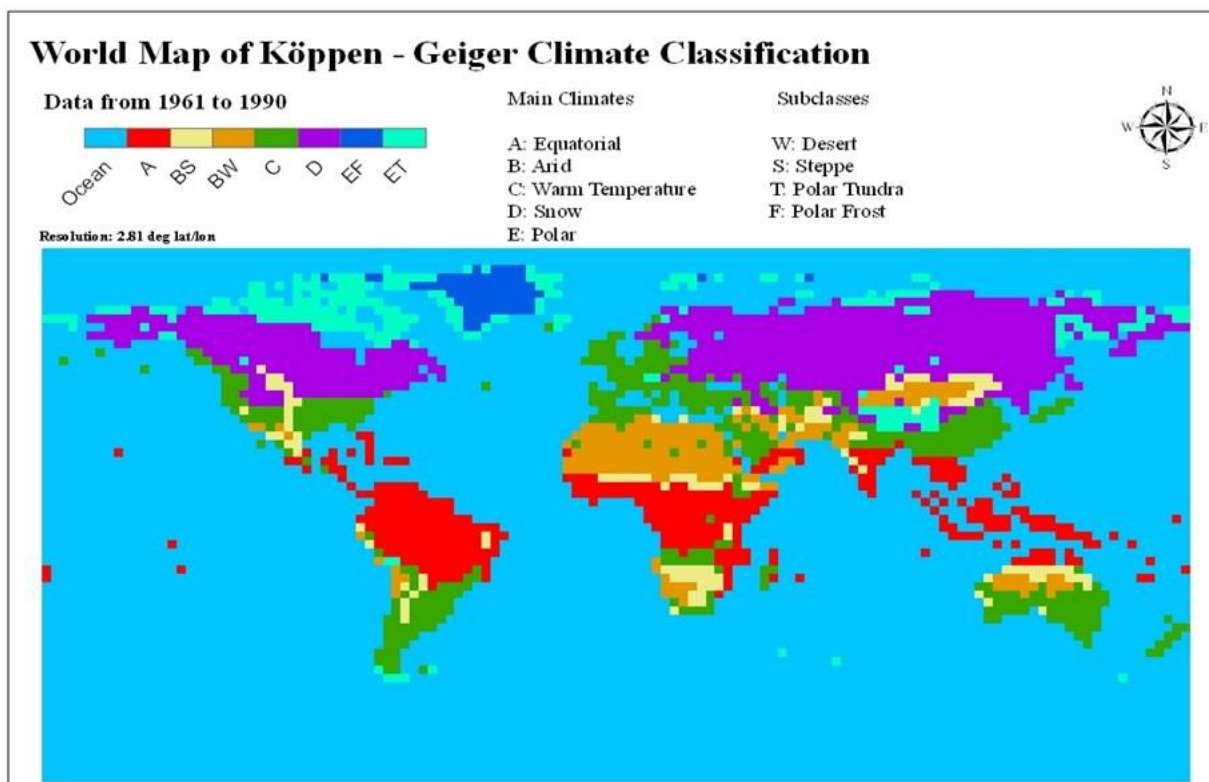 World Map of Köppen - Geiger Climate Classification
Data from 1961 to 1990
Ocean
A
BS
BW
C
D
EF
ET
Resolution: 2.81 deg lat/lon
Main Climates
A: Equatorial
B: Arid
C: Warm Temperature
D: Snow
E: Polar
Subclasses
W: Desert
S: Steppe
T: Polar Tundra
F: Polar Frost
N
W
E
S